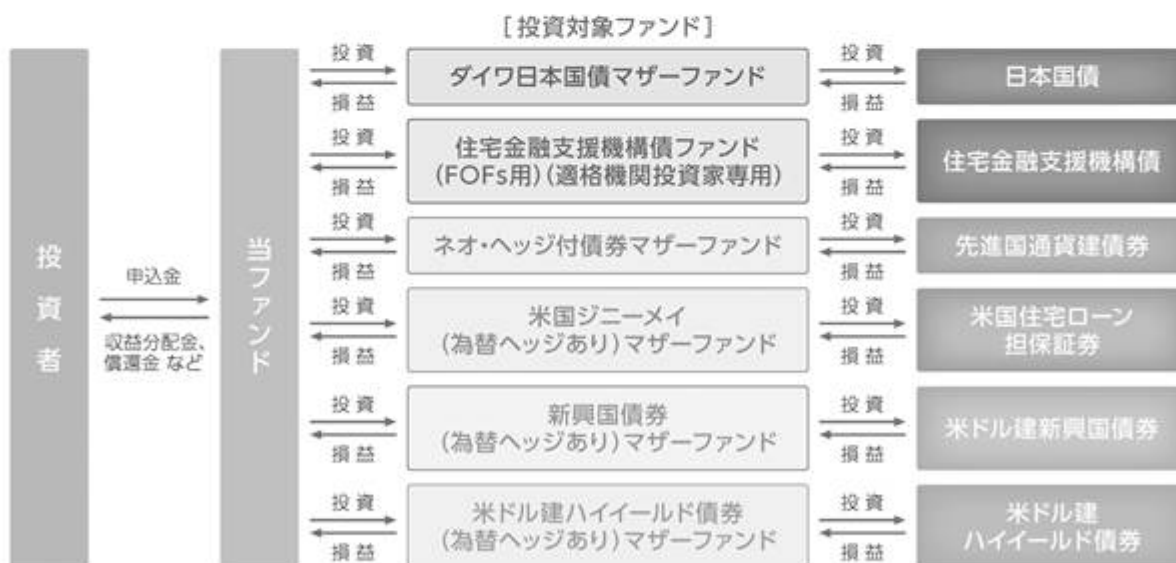 [投資対象ファンド]
投資者
申込金
収益分配金、
償還金 など
当ファンド
投資
損益
ダイワ日本国債マザーファンド
投資
損益
日本国債
投資
損益
住宅金融支援機構債ファンド
(FOFs用)(適格機関投資家専用)
投資
損益
住宅金融支援機構債
投資
損益
ネオ・ヘッジ付債券マザーファンド
投資
損益
先進国通貨建債券
投資
損益
米国ジニーメイ
(為替ヘッジあり)マザーファンド
投資
損益
米国住宅ローン
担保証券
投資
損益
新興国債券
(為替ヘッジあり)マザーファンド
投資
損益
米ドル建新興国債券
投資
損益
米ドル建ハイイールド債券
(為替ヘッジあり)マザーファンド
投資
損益
米ドル建
ハイイールド債券